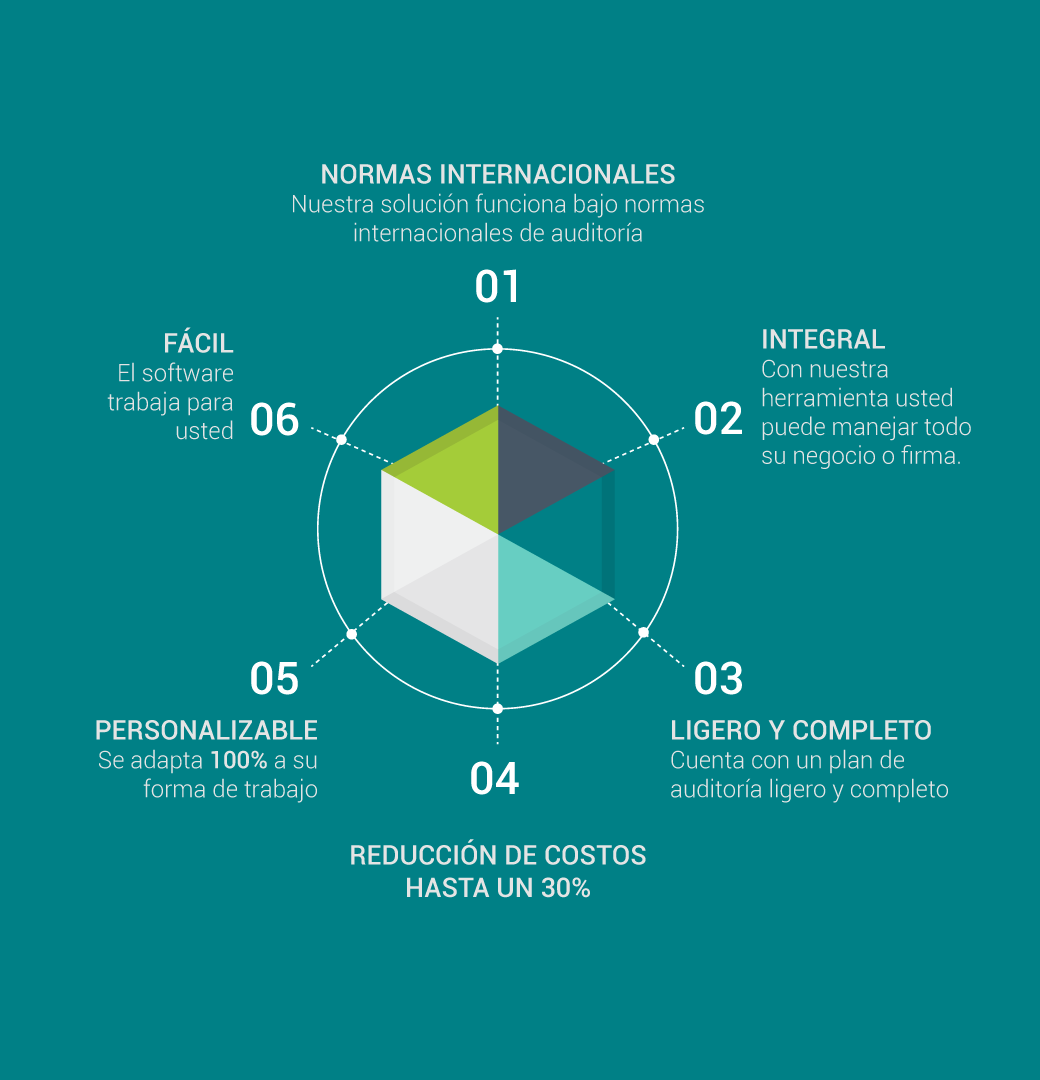 NORMAS INTERNACIONALES
Nuestra solución funciona bajo normas
internacionales de auditoría
01
INTEGRAL
Con nuestra
herramienta usted
puede manejar todo
su negocio o firma.
02
03
LIGERO Y COMPLETO
Cuenta con un plan de
auditoría ligero y completo
04
REDUCCIÓN DE COSTOS
HASTA UN 30%
05
PERSONALIZABLE
Se adapta 100% a su
forma de trabajo
FÁCIL
El software
trabaja para
usted
06